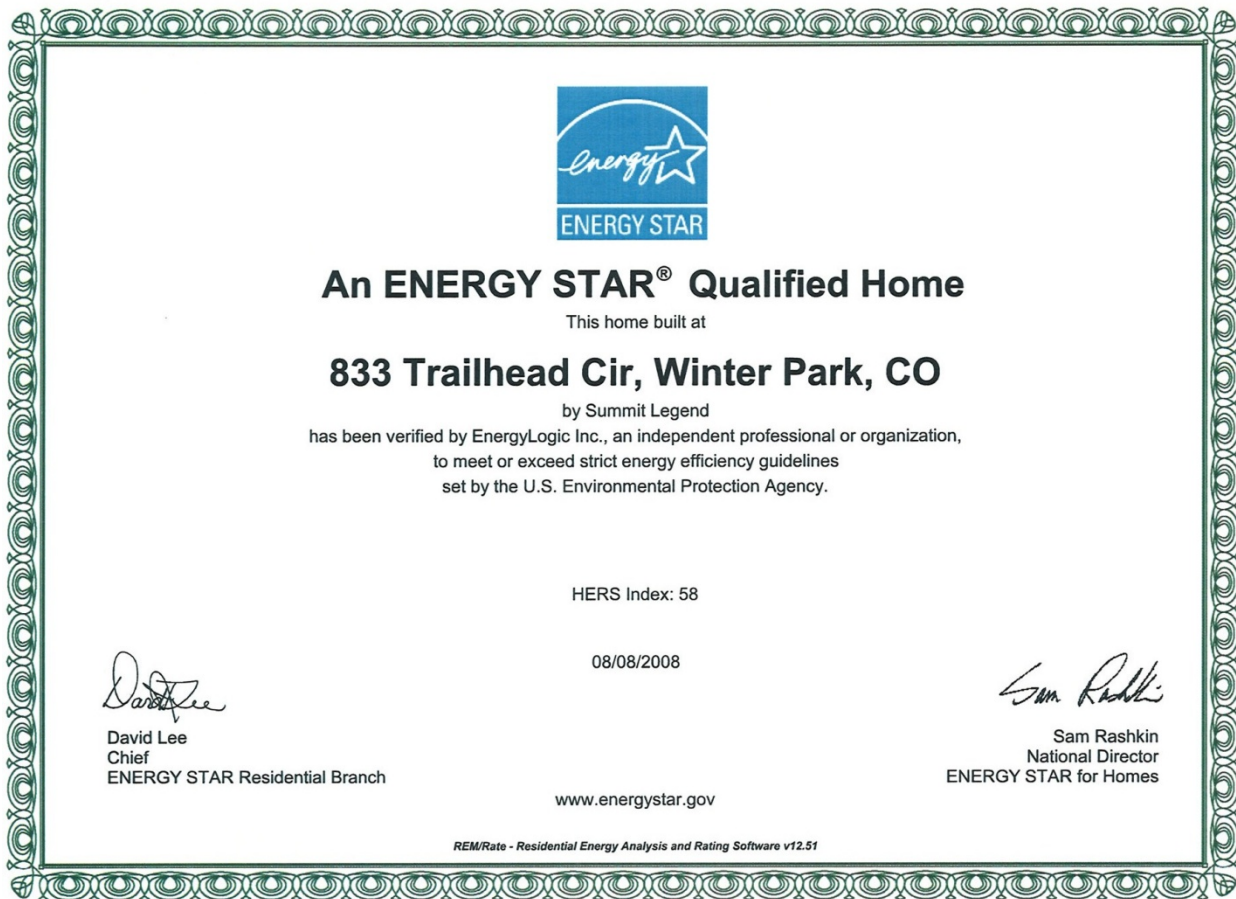 energy
ENERGY STAR
An ENERGY STAR® Qualified Home
This home built at
833 Trailhead Cir, Winter Park, CO
by Summit Legend
has been verified by EnergyLogic Inc., an independent professional or organization,
to meet or exceed strict energy efficiency guidelines
set by the U.S. Environmental Protection Agency.
HERS Index: 58
08/08/2008
David Lee
David Lee
Chief
ENERGY STAR Residential Branch
Sam Rashkin
Sam Rashkin
National Director
ENERGY STAR for Homes
www.energystar.gov
REM/Rate - Residential Energy Analysis and Rating Software v12.51